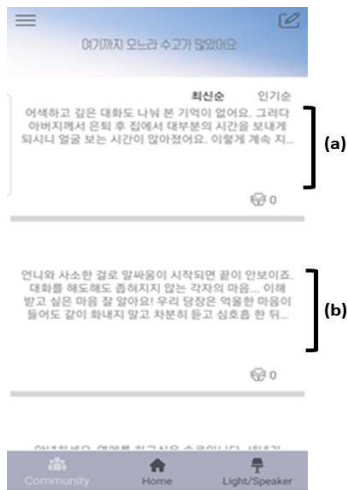 여기까지 오느라 수고가 많았어요
최신순 인기순
어색하고 깊은 대화도 나눠 본 기억이 없어요. 그러다
아버지께서 은퇴 후 집에서 대부분의 시간을 보내게
되시니 얼굴 보는 시간이 많아졌어요. 이렇게 계속 지...
(a)
0
언니와 사소한 걸로 말싸움이 시작되면 끝이 안보이죠.
대화를 해도해도 좁혀지지 않는 각자의 마음... 이해
받고 싶은 마음 잘 알아요! 우리 당장은 억울한 마음이
들어도 같이 화내지 말고 차분히 듣고 심호흡 한 뒤...
(b)
0
Community Home Light/Speaker